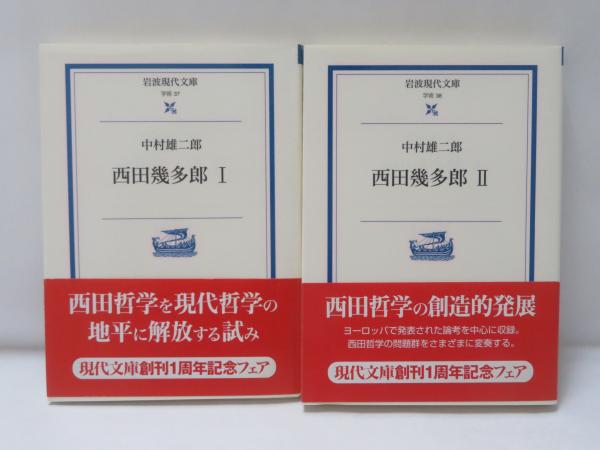 岩波現代文庫
学術 37
中村雄二郎
西田幾多郎 Ⅰ
西田哲学を現代哲学の
地平に解放する試み
現代文庫創刊1周年記念フェア
岩波現代文庫
学術 38
中村雄二郎
西田幾多郎 Ⅱ
西田哲学の創造的発展
ヨーロッパで発表された論考を中心に収録。
西田哲学の問題群をさまざまに変奏する。
現代文庫創刊1周年記念フェア